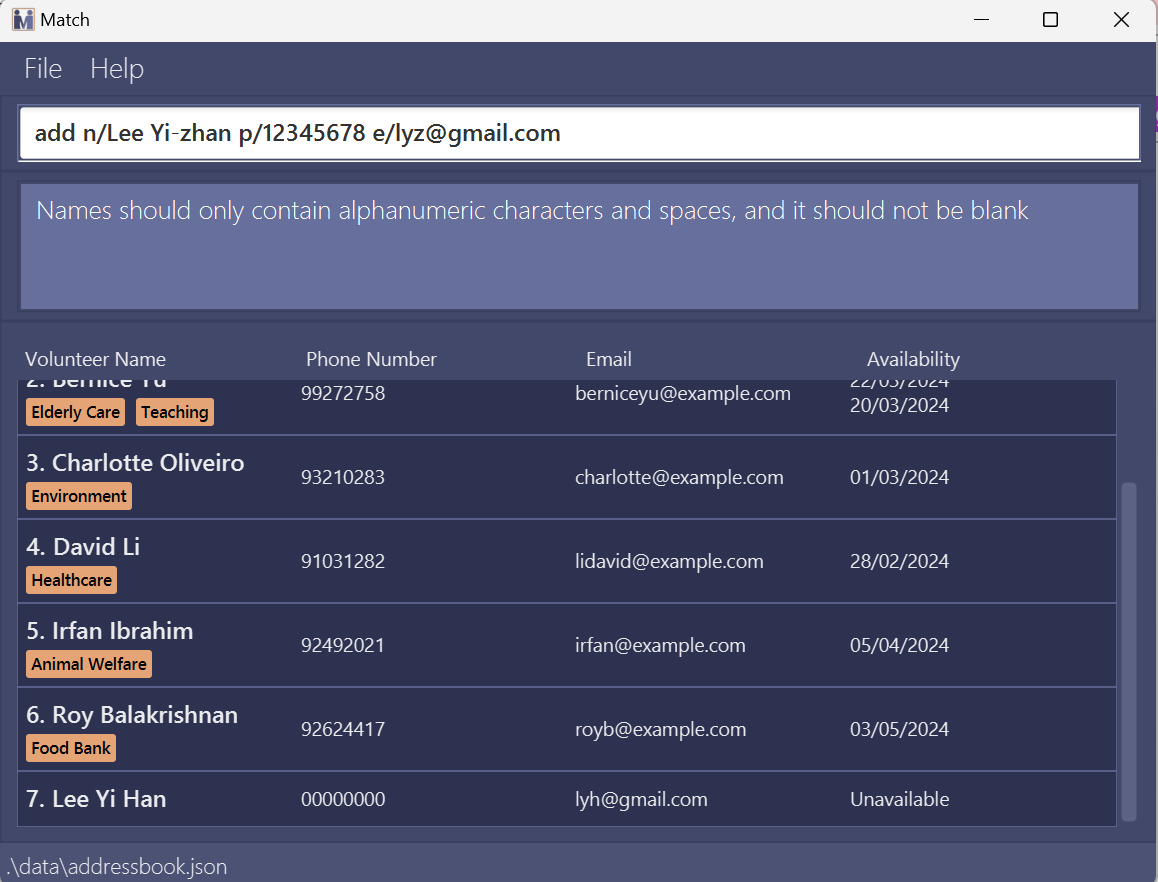 Match
File Help
add n/Lee Yi-zhan p/12345678 e/lyz@gmail.com
Names should only contain alphanumeric characters and spaces, and it should not be blank
Volunteer Name Phone Number Email Availability
2. Bernice Yu 99272758 berniceyu@example.com 22/03/2024
20/03/2024
Elderly Care Teaching
3. Charlotte Oliveiro 93210283 charlotte@example.com 01/03/2024
Environment
4. David Li 91031282 lidavid@example.com 28/02/2024
Healthcare
5. Irfan Ibrahim 92492021 irfan@example.com 05/04/2024
Animal Welfare
6. Roy Balakrishnan 92624417 royb@example.com 03/05/2024
Food Bank
7. Lee Yi Han 00000000 lyh@gmail.com Unavailable
.\data\addressbook.json